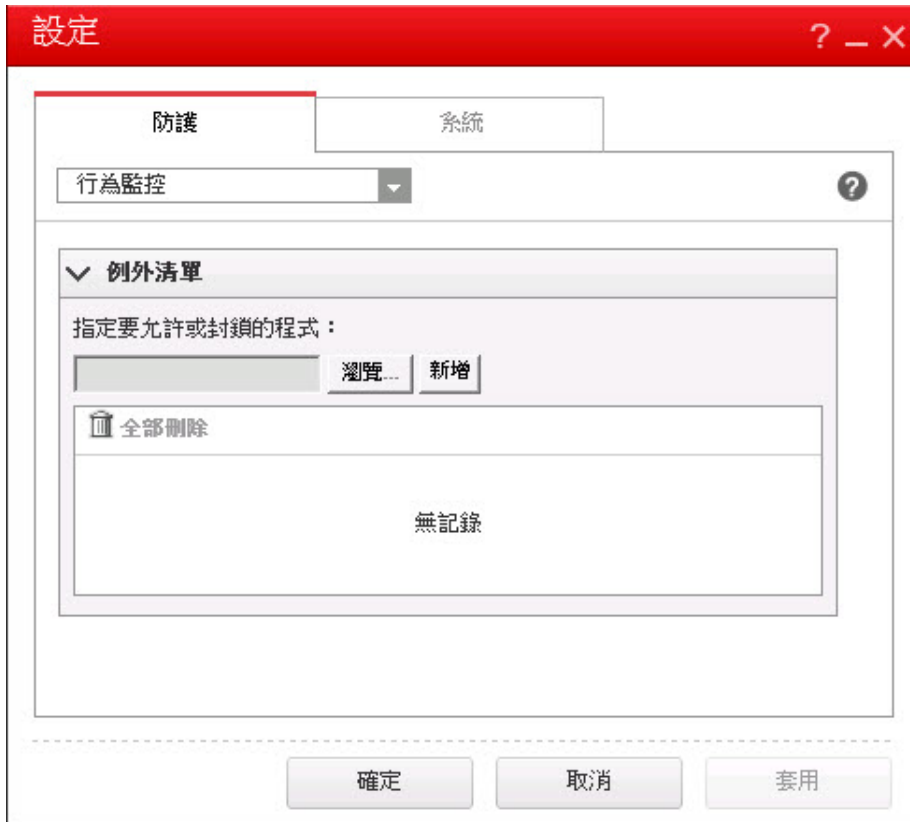 設定
? – ×
防護 系統
行為監控
?
例外清單
指定要允許或封鎖的程式：
瀏覽... 新增
全部刪除
無記錄
確定 取消 套用